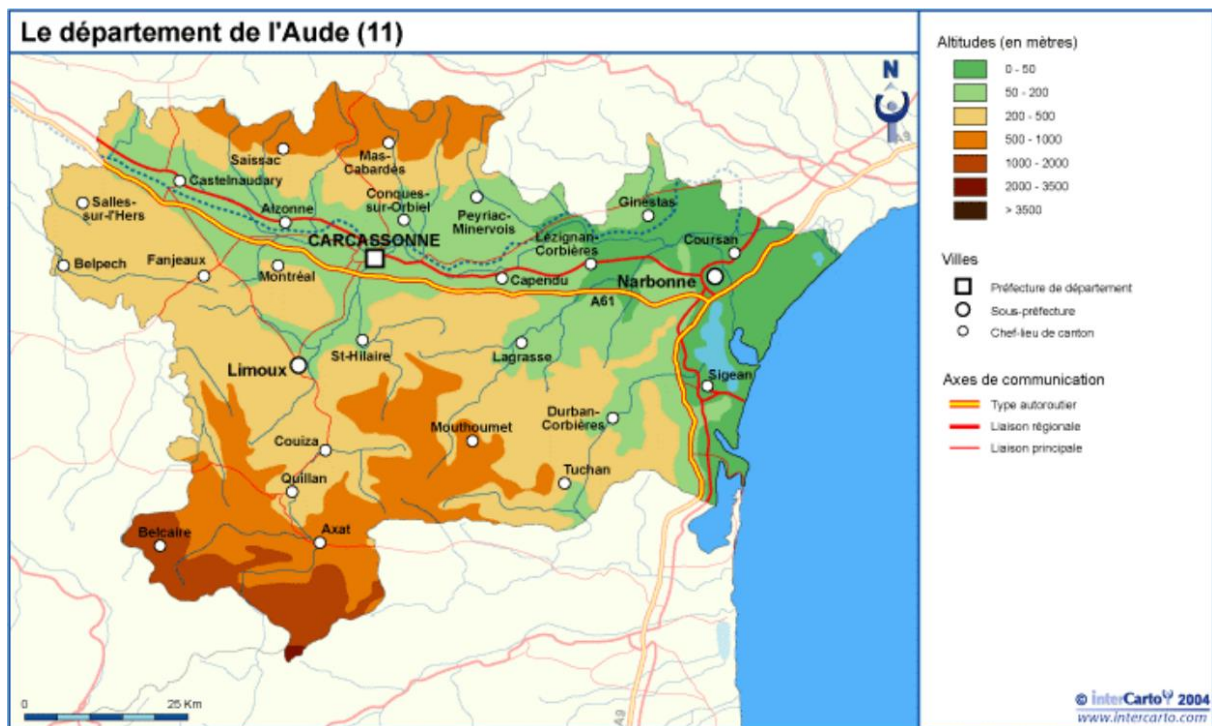 Le département de l'Aude (11)
N
A9
Saissac
Mas-
Cabardès
Castelnaudary
Salles-
sur-l'Hers
Alzonne
Conques-
sur-Orbiel
Peyriac-
Minervois
Ginestas
CARCASSONNE
Lézignan-
Corbières
Coursan
Belpech
Fanjeaux
Montréal
Capendu
Narbonne
A61
St-Hilaire
Lagrasse
Limoux
Sigean
Durban-
Corbières
Mouthoumet
Couiza
Tuchan
Quillan
Belcaire
Axat
0
25 Km
A9
Altitudes (en mètres)
0 - 50
50 - 200
200 - 500
500 - 1000
1000 - 2000
2000 - 3500
> 3500
Villes
Préfecture de département
Sous-préfecture
Chef-lieu de canton
Axes de communication
Type autoroutier
Liaison régionale
Liaison principale
© interCarto 2004
www.intercarto.com